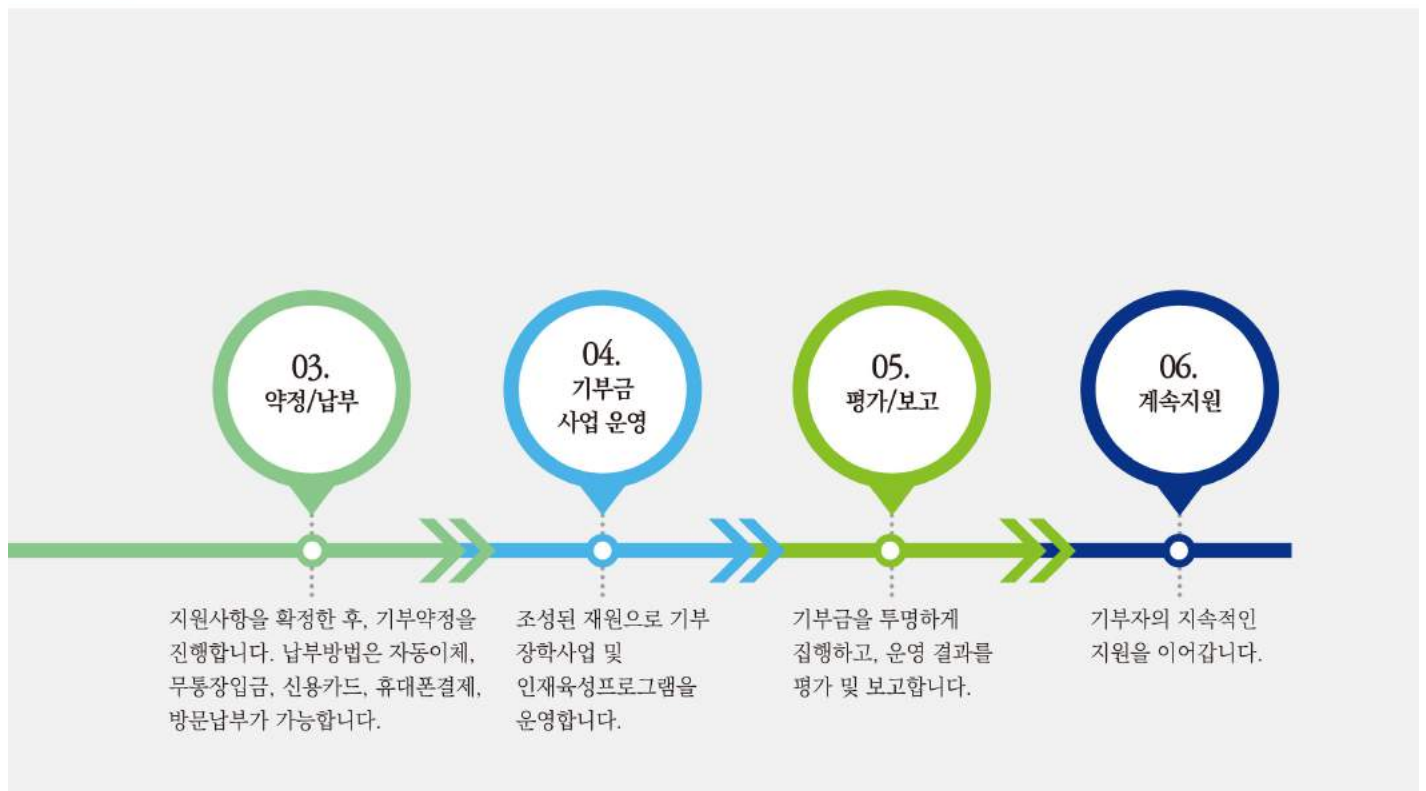 03.
약정/납부
04.
기부금
사업 운영
05.
평가/보고
06.
계속지원
지원사항을 확정한 후, 기부약정을
진행합니다. 납부방법은 자동이체,
무통장입금, 신용카드, 휴대폰결제,
방문납부가 가능합니다.
조성된 재원으로 기부
장학사업 및
인재육성프로그램을
운영합니다.
기부금을 투명하게
집행하고, 운영 결과를
평가 및 보고합니다.
기부자의 지속적인
지원을 이어갑니다.